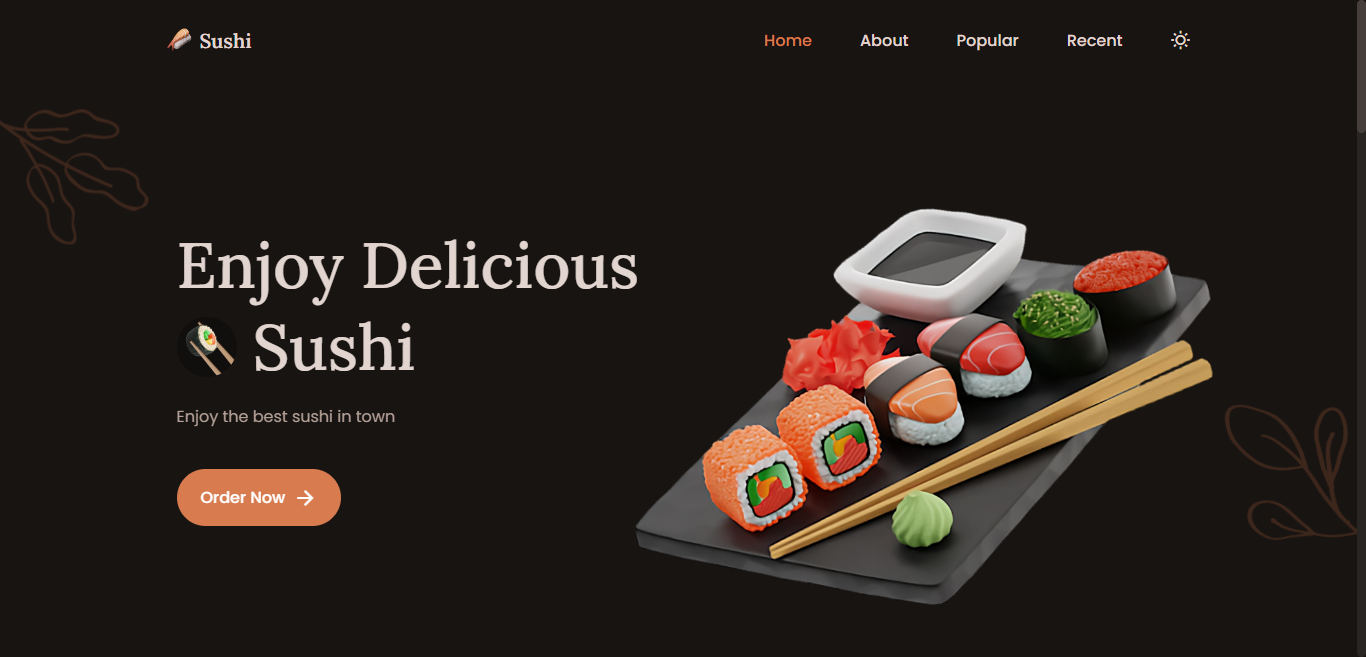 Sushi
Home About Popular Recent
Enjoy Delicious
Sushi
Enjoy the best sushi in town
Order Now